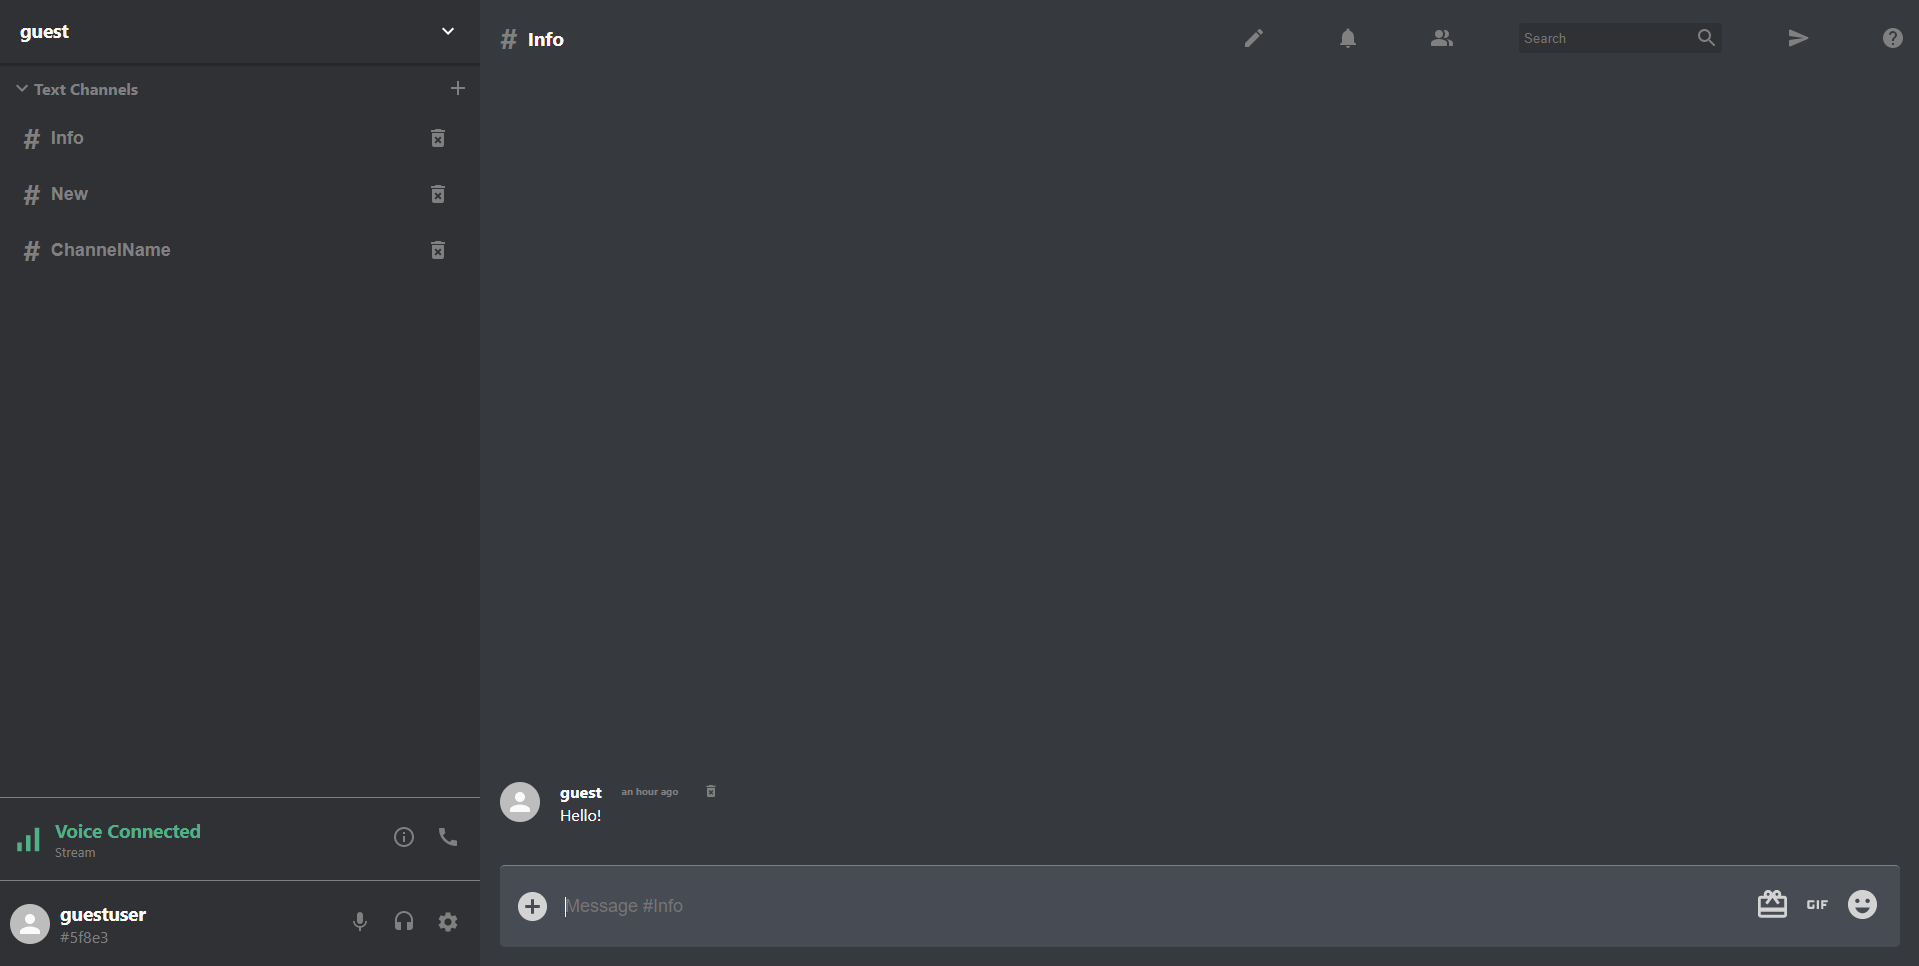 guest
Text Channels
# Info
# New
# ChannelName
Voice Connected
Stream
guestuser
#5f8e3
# Info
Search
guest an hour ago
Hello!
Message #Info
GIF